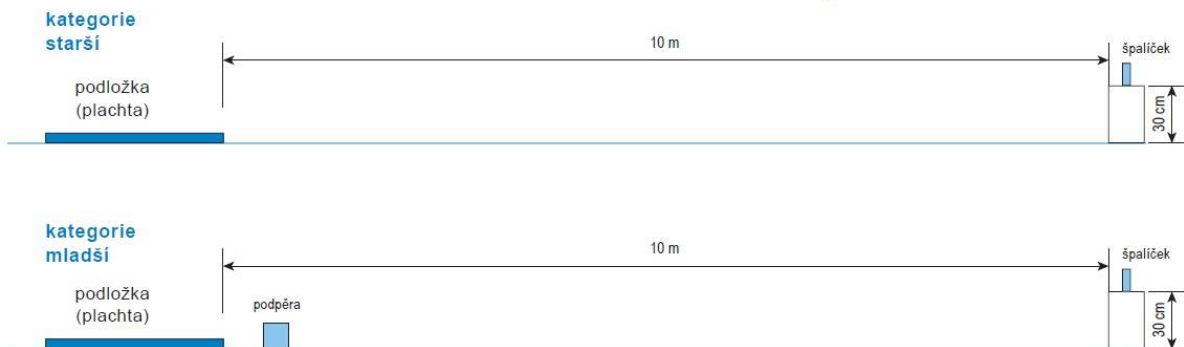 kategorie
starší
10 m
špalíček
podložka
(plachta)
30 cm
kategorie
mladší
10 m
špalíček
podložka
(plachta)
podpěra
30 cm